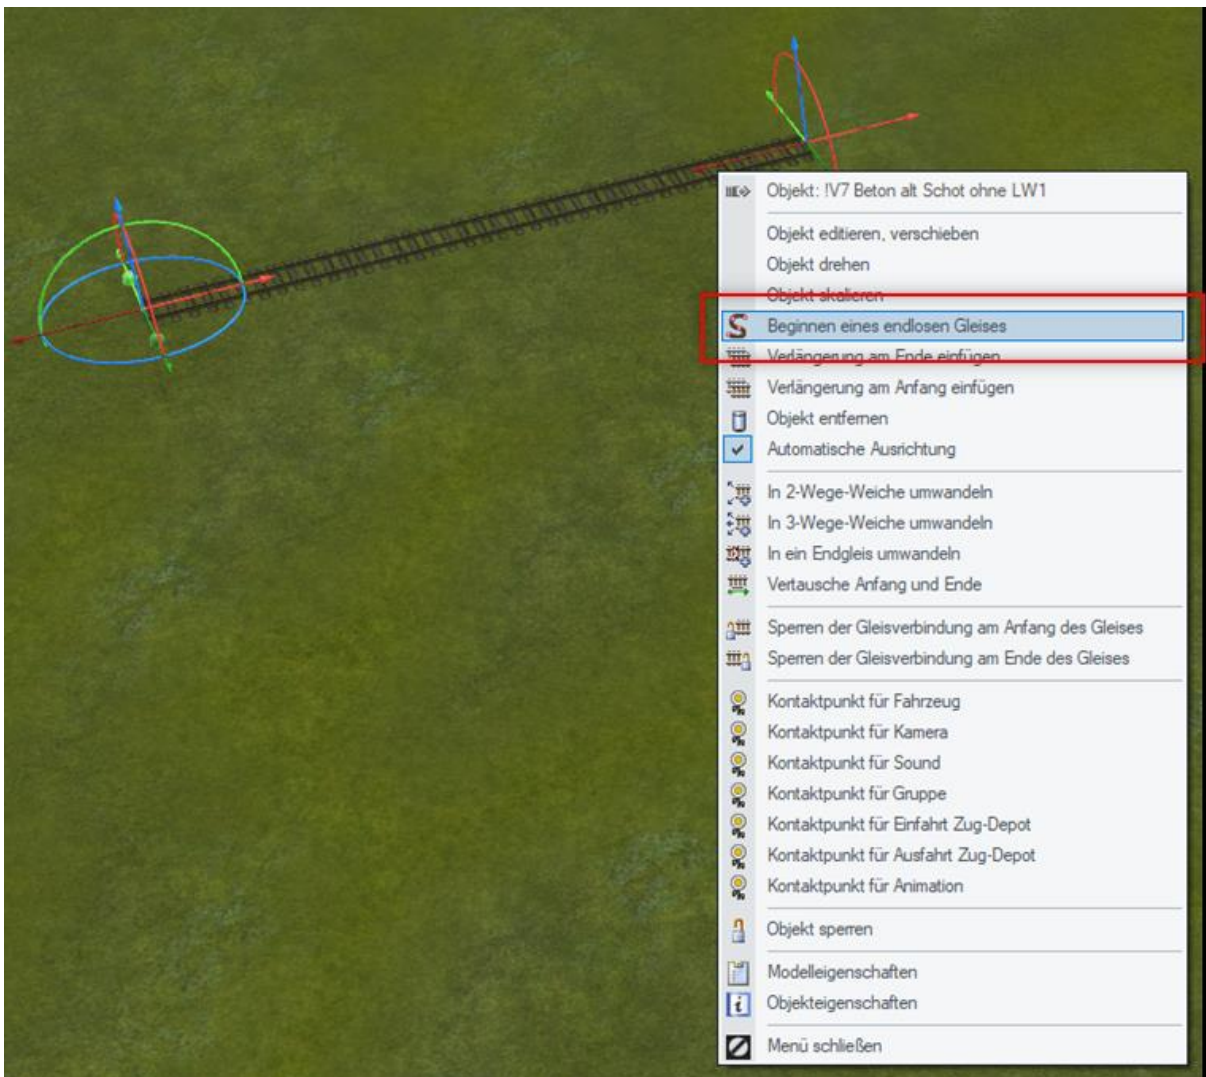 Objekt: !V7 Beton alt Schot ohne LW1
Objekt editieren, verschieben
Objekt drehen
Objekt skalieren
Beginnen eines endlosen Gleises
Verlängerung am Ende einfügen
Verlängerung am Anfang einfügen
Objekt entfernen
Automatische Ausrichtung
In 2-Wege-Weiche umwandeln
In 3-Wege-Weiche umwandeln
In ein Endgleis umwandeln
Vertausche Anfang und Ende
Sperren der Gleisverbindung am Anfang des Gleises
Sperren der Gleisverbindung am Ende des Gleises
Kontaktpunkt für Fahrzeug
Kontaktpunkt für Kamera
Kontaktpunkt für Sound
Kontaktpunkt für Gruppe
Kontaktpunkt für Einfahrt Zug-Depot
Kontaktpunkt für Ausfahrt Zug-Depot
Kontaktpunkt für Animation
Objekt sperren
Modelleigenschaften
Objekteigenschaften
Menü schließen